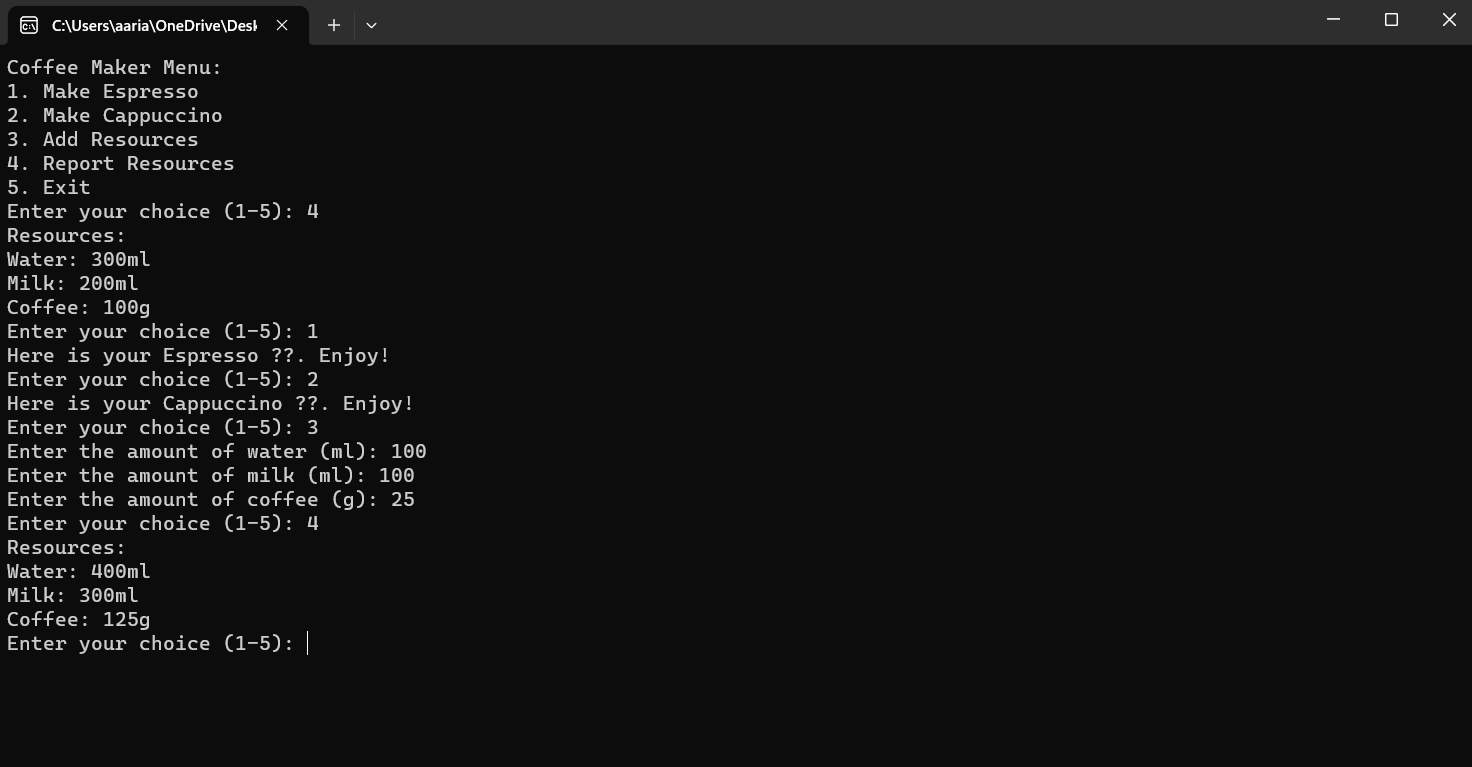 C:\Users\aaria\OneDrive\Desk
Coffee Maker Menu:
1. Make Espresso
2. Make Cappuccino
3. Add Resources
4. Report Resources
5. Exit
Enter your choice (1-5): 4
Resources:
Water: 300ml
Milk: 200ml
Coffee: 100g
Enter your choice (1-5): 1
Here is your Espresso ??. Enjoy!
Enter your choice (1-5): 2
Here is your Cappuccino ??. Enjoy!
Enter your choice (1-5): 3
Enter the amount of water (ml): 100
Enter the amount of milk (ml): 100
Enter the amount of coffee (g): 25
Enter your choice (1-5): 4
Resources:
Water: 400ml
Milk: 300ml
Coffee: 125g
Enter your choice (1-5):